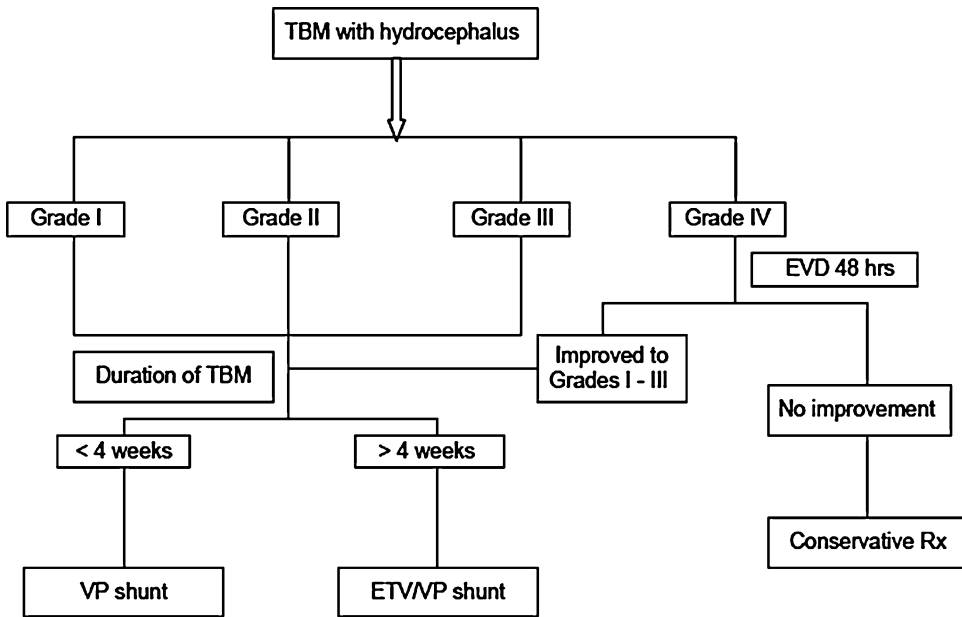 TBM with hydrocephalus
Grade I
Grade II
Grade III
Grade IV
EVD 48 hrs
Improved to
Grades I - III
Duration of TBM
No improvement
< 4 weeks
> 4 weeks
Conservative Rx
VP shunt
ETV/VP shunt